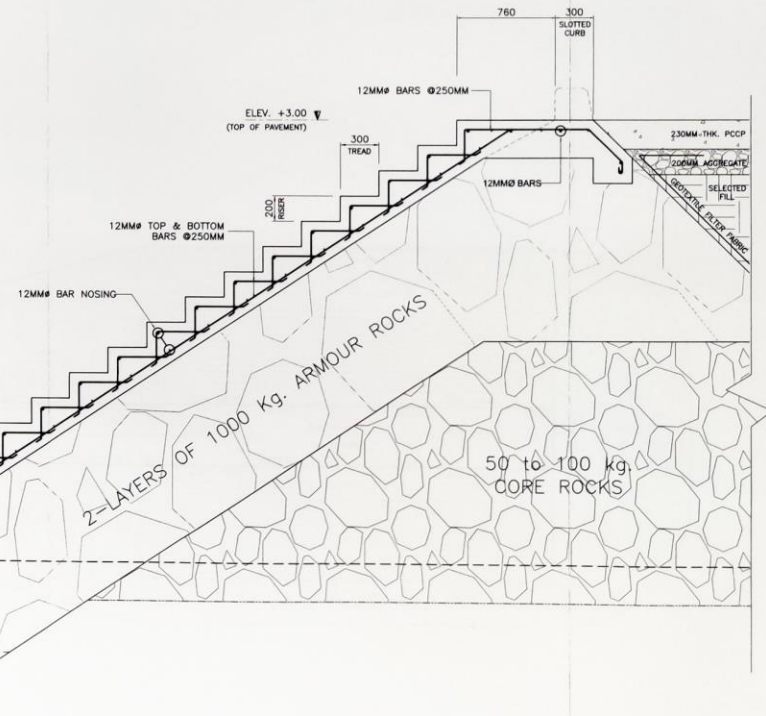 760
300
SLOTTED
CURB
12MMø BARS @250MM
ELEV. +3.00
(TOP OF PAVEMENT)
300
TREAD
230MM-THK. PCCP
200MM AGGREGATE
12MMØ BARS
GEOTEXTILE FILTER FABRIC
SELECTED
FILL
200
RISER
12MMø TOP & BOTTOM
BARS @250MM
12MMø BAR NOSING
2-LAYERS OF 1000 Kg. ARMOUR ROCKS
50 to 100 kg.
CORE ROCKS